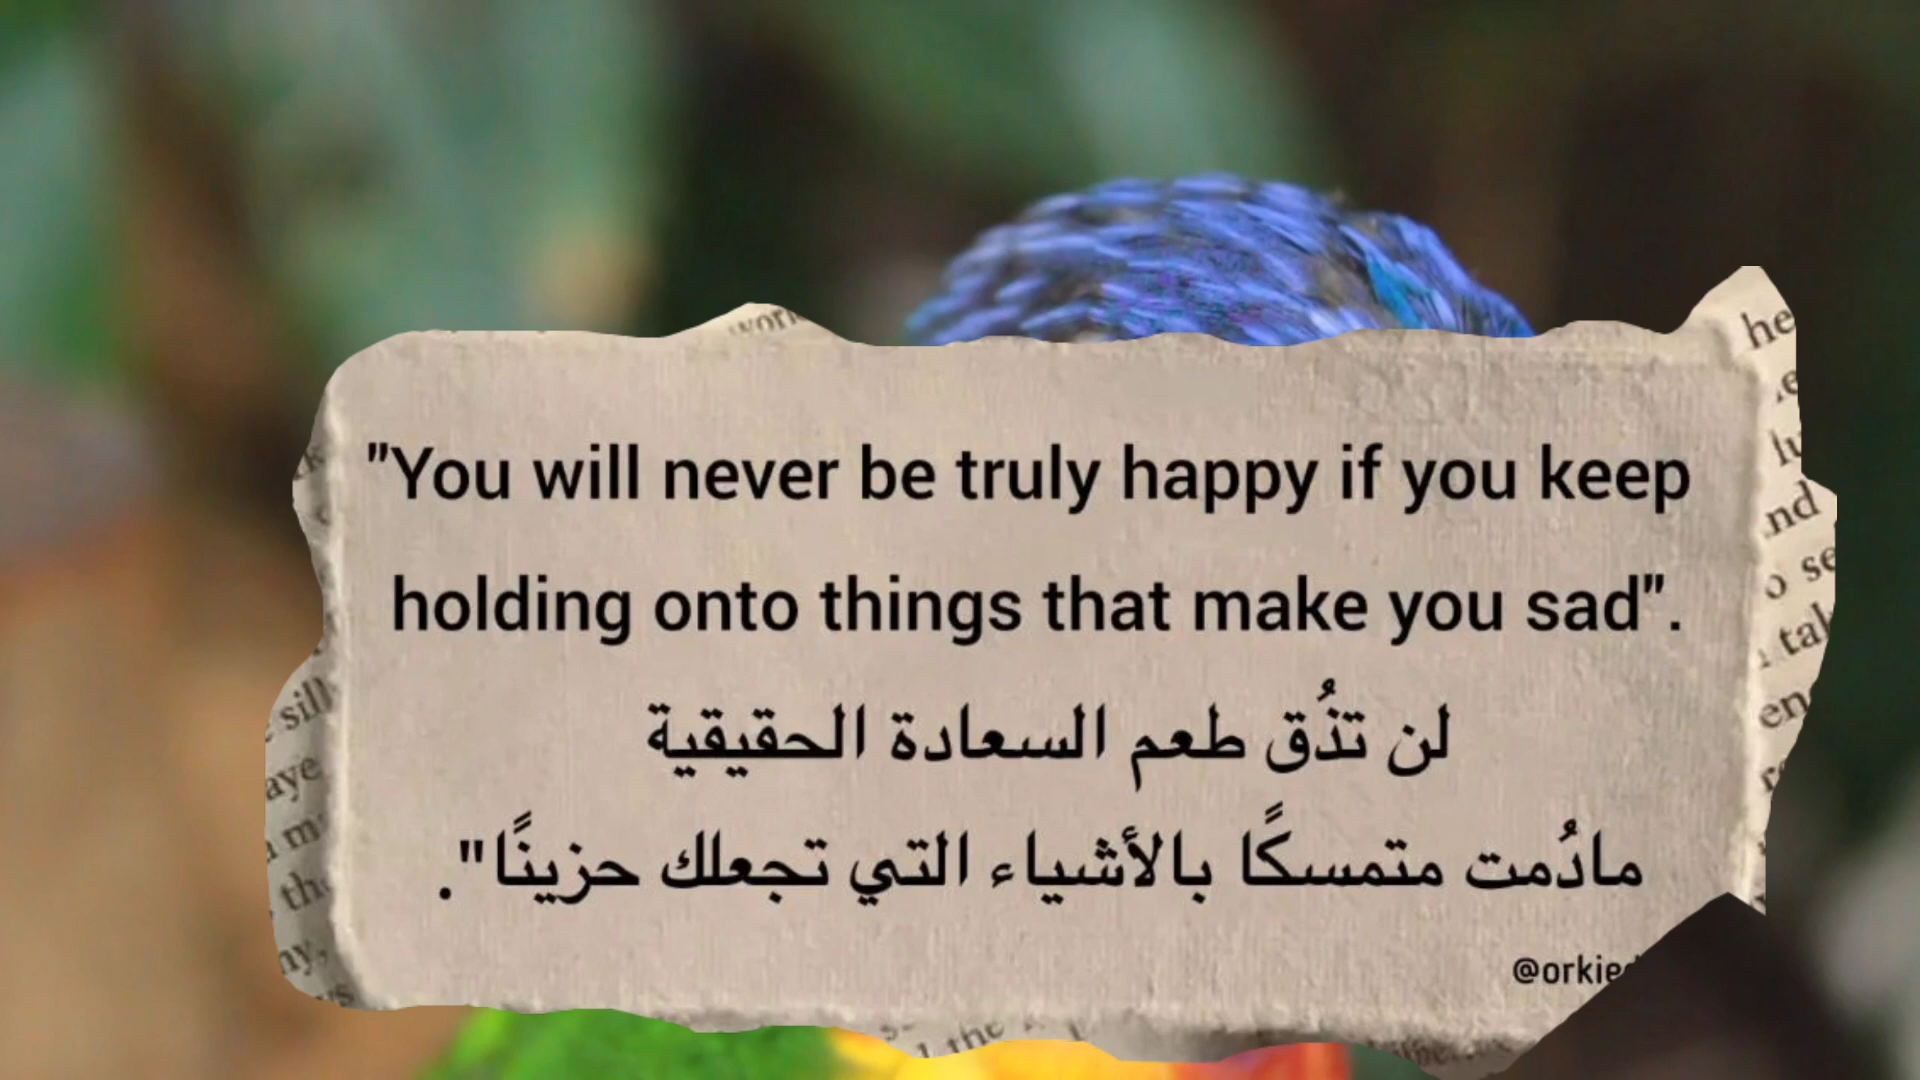 "You will never be truly happy if you keep
holding onto things that make you sad".
لن تذُق طعم السعادة الحقيقية
مادُمت متمسكًا بالأشياء التي تجعلك حزينًا".